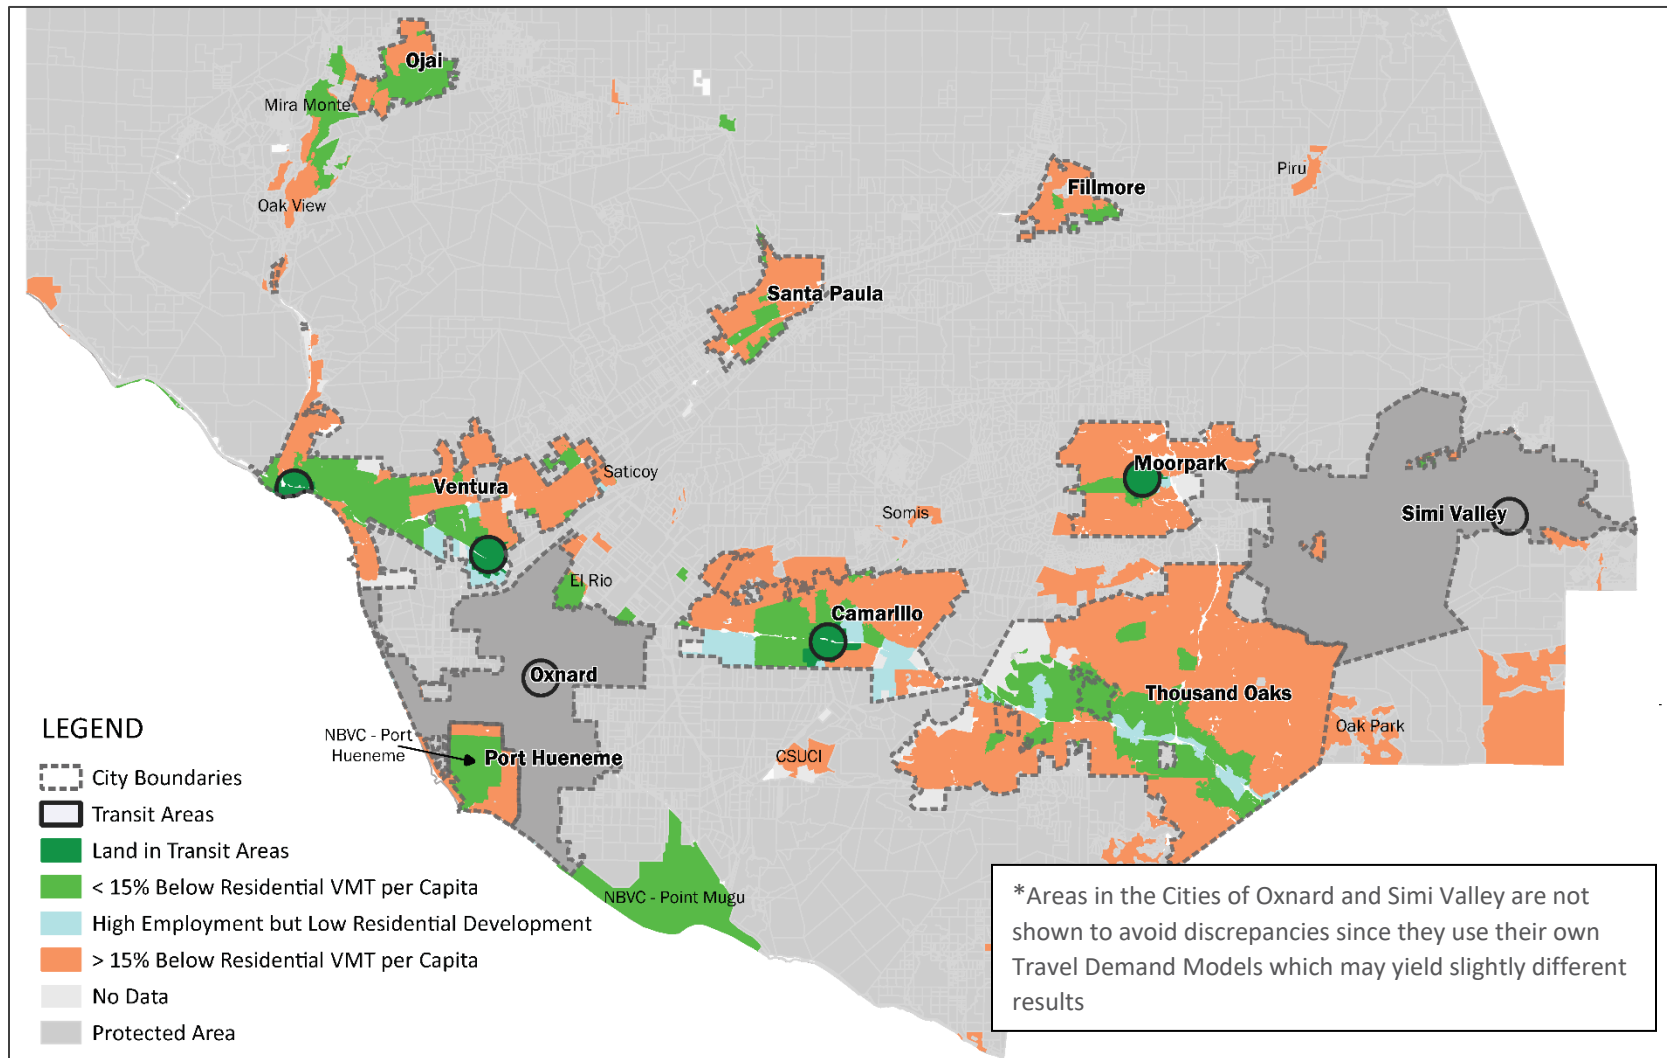 Ojai
Mira Monte
Oak View
Fillmore
Piru
Santa Paula
Ventura
Saticoy
Moorpark
Somis
Simi Valley
El Rio
Camarillo
Oxnard
Thousand Oaks
Oak Park
NBVC - Port
Hueneme
Port Hueneme
CSUCI
NBVC - Point Mugu
LEGEND
City Boundaries
Transit Areas
Land in Transit Areas
< 15% Below Residential VMT per Capita
High Employment but Low Residential Development
> 15% Below Residential VMT per Capita
No Data
Protected Area
*Areas in the Cities of Oxnard and Simi Valley are not
shown to avoid discrepancies since they use their own
Travel Demand Models which may yield slightly different
results